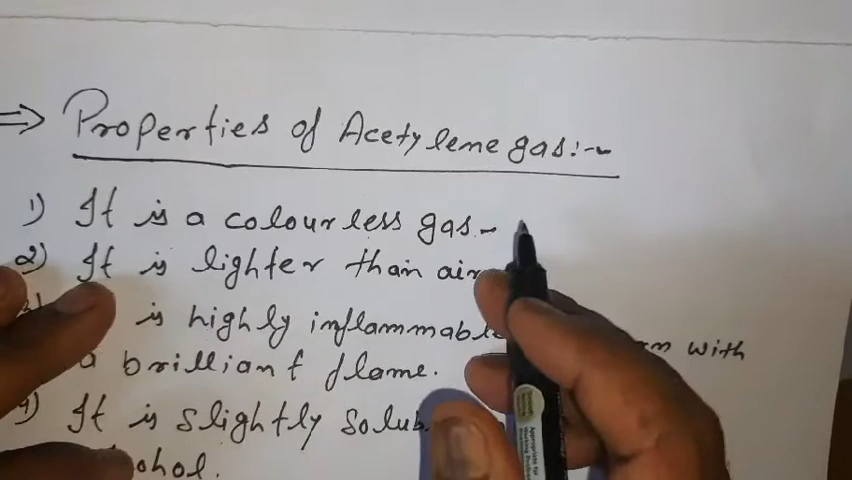 ⇒ Properties of Acetylene gas:-
1) It is a colourless gas.-
2) It is lighter than air
is highly inflammable with
a brilliant flame.
4) It is slightly solub
ohol.